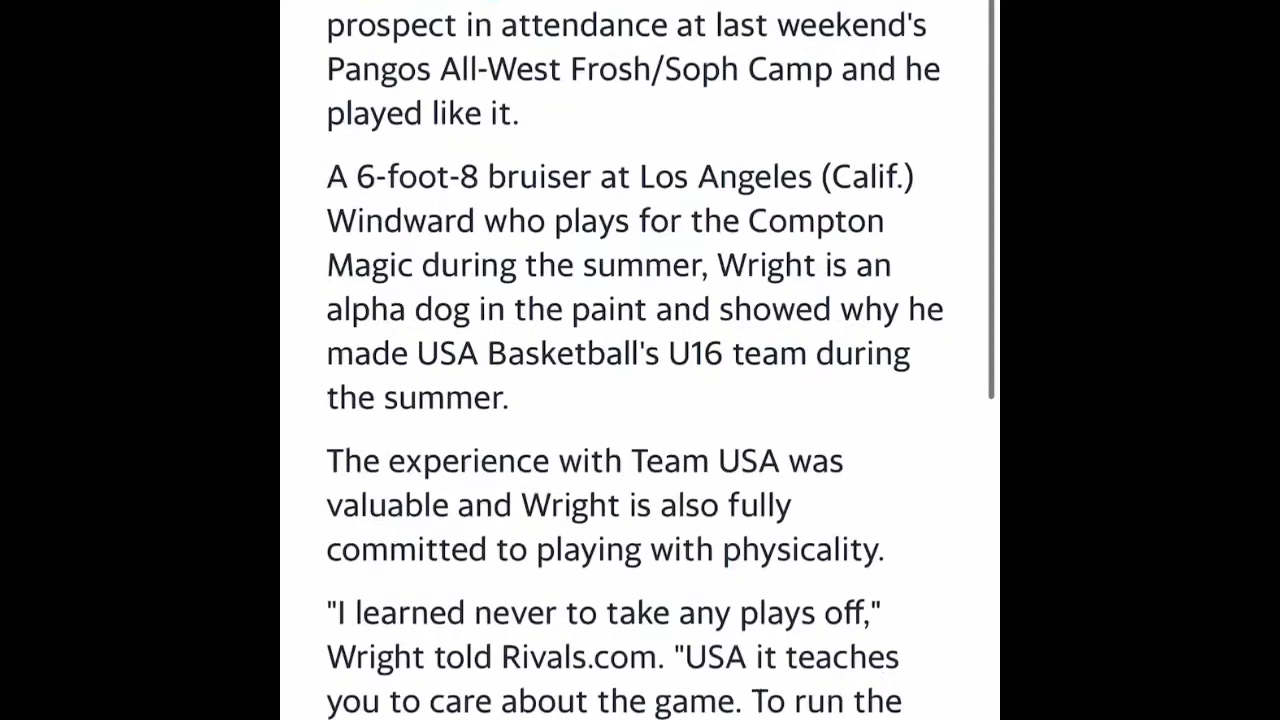 prospect in attendance at last weekend's
Pangos All-West Frosh/Soph Camp and he
played like it.
A 6-foot-8 bruiser at Los Angeles (Calif.)
Windward who plays for the Compton
Magic during the summer, Wright is an
alpha dog in the paint and showed why he
made USA Basketball's U16 team during
the summer.
The experience with Team USA was
valuable and Wright is also fully
committed to playing with physicality.
"I learned never to take any plays off,"
Wright told Rivals.com. "USA it teaches
you to care about the game. To run the